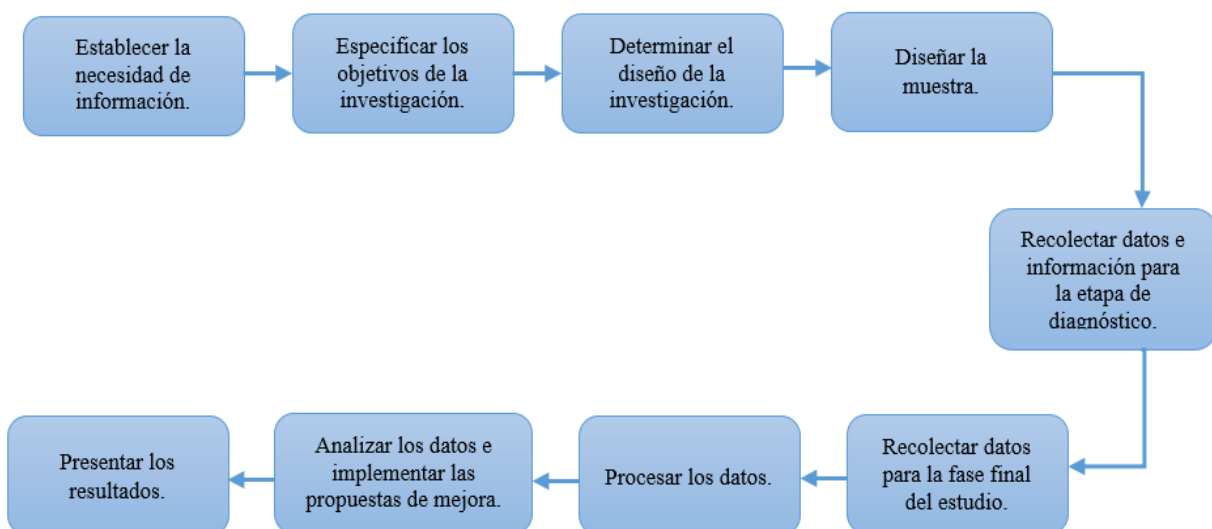 Establecer la
necesidad de
información.
Especificar los
objetivos de la
investigación.
Determinar el
diseño de la
investigación.
Diseñar la
muestra.
Recolectar datos e
información para
la etapa de
diagnóstico.
Recolectar datos
para la fase final
del estudio.
Procesar los datos.
Analizar los datos e
implementar las
propuestas de mejora.
Presentar los
resultados.